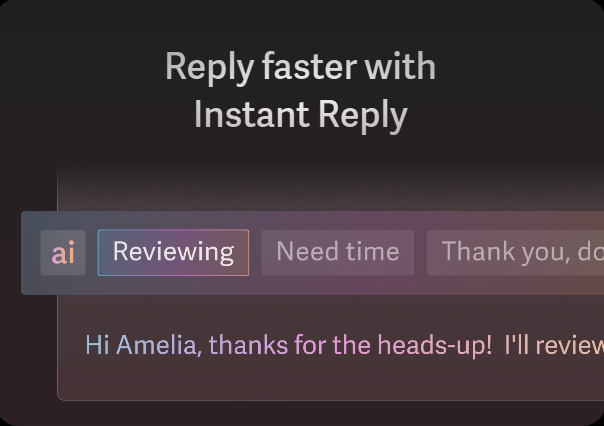 Reply faster with
Instant Reply
ai Reviewing Need time Thank you, do
Hi Amelia, thanks for the heads-up! I'll review